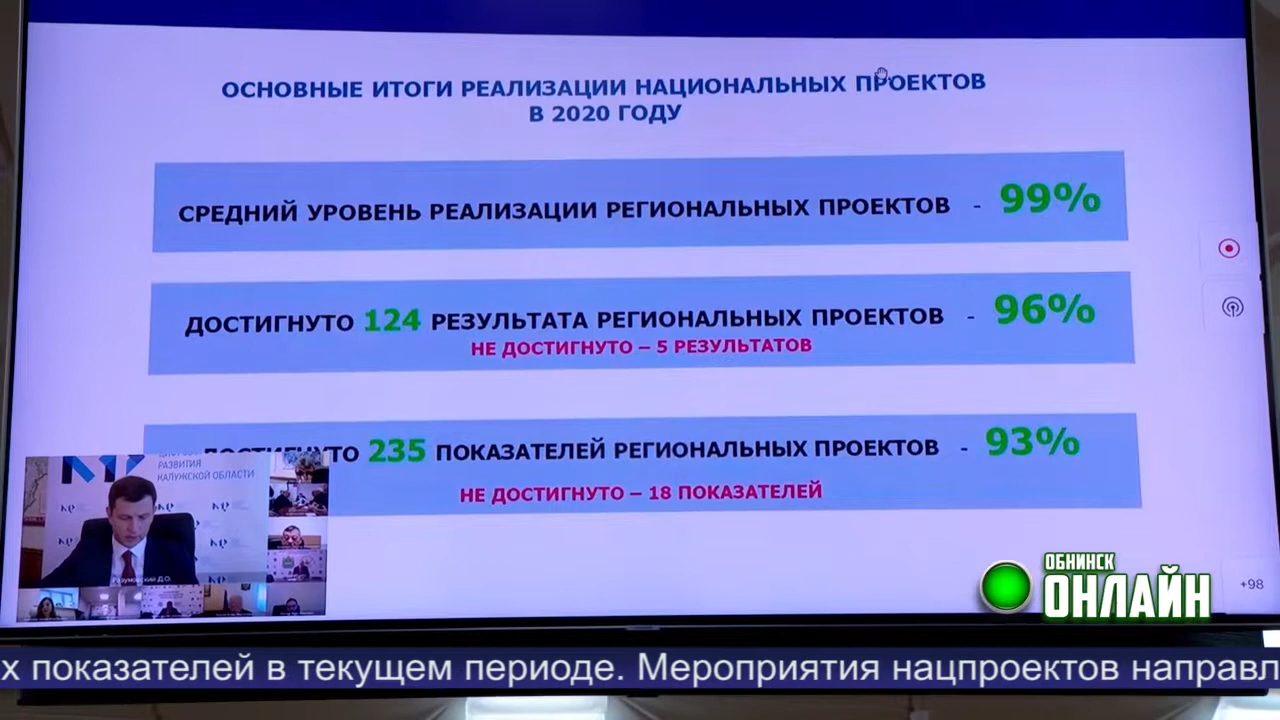 ОСНОВНЫЕ ИТОГИ РЕАЛИЗАЦИИ НАЦИОНАЛЬНЫХ ПРОЕКТОВ
В 2020 ГОДУ
СРЕДНИЙ УРОВЕНЬ РЕАЛИЗАЦИИ РЕГИОНАЛЬНЫХ ПРОЕКТОВ - 99%
ДОСТИГНУТО 124 РЕЗУЛЬТАТА РЕГИОНАЛЬНЫХ ПРОЕКТОВ - 96%
НЕ ДОСТИГНУТО – 5 РЕЗУЛЬТАТОВ
ДОСТИГНУТО 235 ПОКАЗАТЕЛЕЙ РЕГИОНАЛЬНЫХ ПРОЕКТОВ - 93%
НЕ ДОСТИГНУТО – 18 ПОКАЗАТЕЛЕЙ
РАЗВИТИЯ
КАЛУЖСКОЙ ОБЛАСТИ
Разумовский Д.О.
+98
ОБНИНСК
ОНЛАЙН
х показателей в текущем периоде. Мероприятия нацпроектов направл